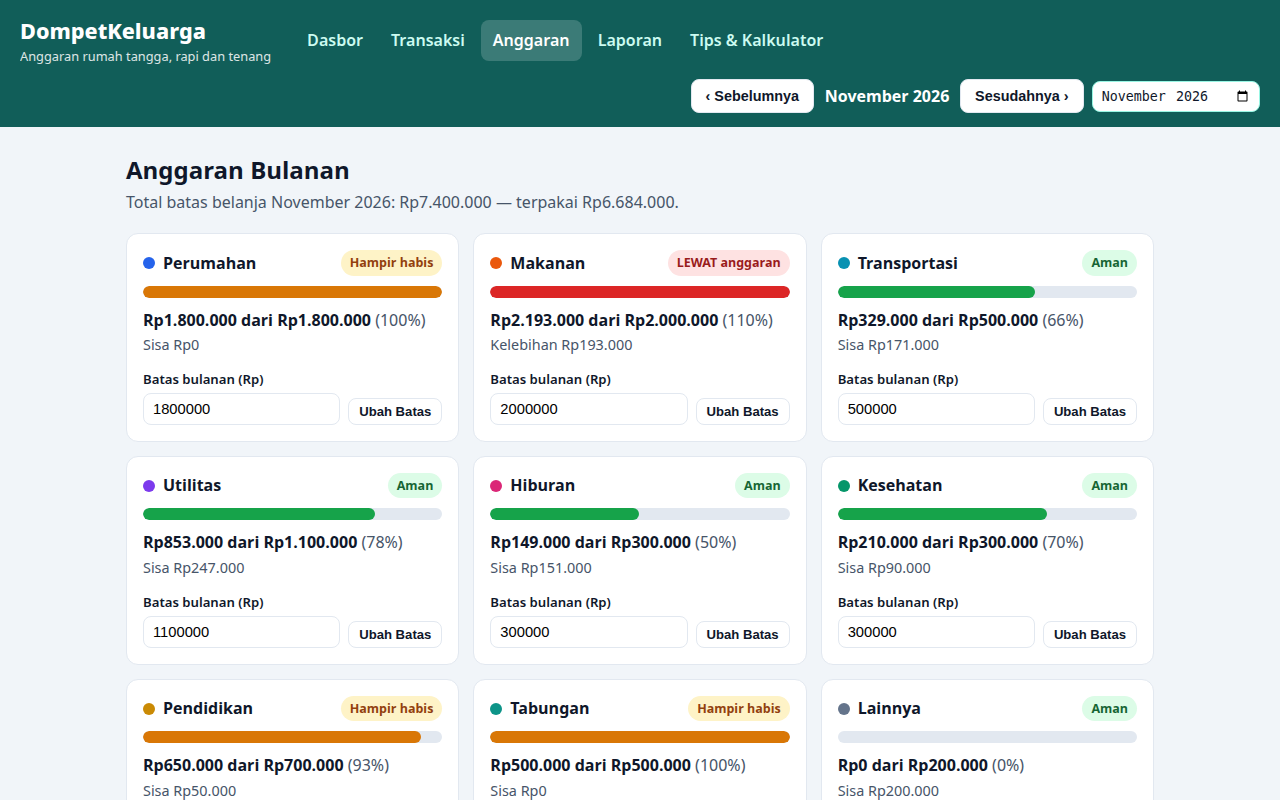 DompetKeluarga
Anggaran rumah tangga, rapi dan tenang
Dasbor
Transaksi
Anggaran
Laporan
Tips & Kalkulator
‹ Sebelumnya
November 2026
Sesudahnya ›
November 2026
Anggaran Bulanan
Total batas belanja November 2026: Rp7.400.000 — terpakai Rp6.684.000.
Perumahan
Hampir habis
Rp1.800.000 dari Rp1.800.000 (100%)
Sisa Rp0
Batas bulanan (Rp)
1800000
Ubah Batas
Makanan
LEWAT anggaran
Rp2.193.000 dari Rp2.000.000 (110%)
Kelebihan Rp193.000
Batas bulanan (Rp)
2000000
Ubah Batas
Transportasi
Aman
Rp329.000 dari Rp500.000 (66%)
Sisa Rp171.000
Batas bulanan (Rp)
500000
Ubah Batas
Utilitas
Aman
Rp853.000 dari Rp1.100.000 (78%)
Sisa Rp247.000
Batas bulanan (Rp)
1100000
Ubah Batas
Hiburan
Aman
Rp149.000 dari Rp300.000 (50%)
Sisa Rp151.000
Batas bulanan (Rp)
300000
Ubah Batas
Kesehatan
Aman
Rp210.000 dari Rp300.000 (70%)
Sisa Rp90.000
Batas bulanan (Rp)
300000
Ubah Batas
Pendidikan
Hampir habis
Rp650.000 dari Rp700.000 (93%)
Sisa Rp50.000
Tabungan
Hampir habis
Rp500.000 dari Rp500.000 (100%)
Sisa Rp0
Lainnya
Aman
Rp0 dari Rp200.000 (0%)
Sisa Rp200.000